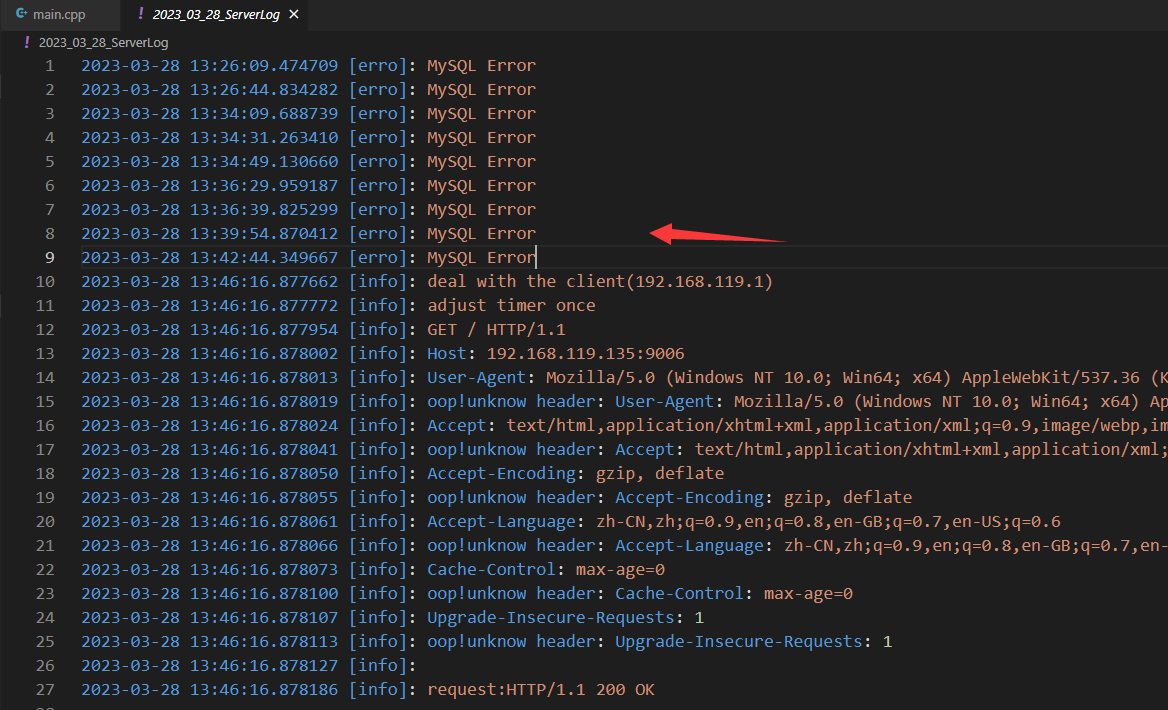 main.cpp
! 2023_03_28_ServerLog ×
! 2023_03_28_ServerLog
1 2023-03-28 13:26:09.474709 [erro]: MySQL Error
2 2023-03-28 13:26:44.834282 [erro]: MySQL Error
3 2023-03-28 13:34:09.688739 [erro]: MySQL Error
4 2023-03-28 13:34:31.263410 [erro]: MySQL Error
5 2023-03-28 13:34:49.130660 [erro]: MySQL Error
6 2023-03-28 13:36:29.959187 [erro]: MySQL Error
7 2023-03-28 13:36:39.825299 [erro]: MySQL Error
8 2023-03-28 13:39:54.870412 [erro]: MySQL Error
9 2023-03-28 13:42:44.349667 [erro]: MySQL Error
10 2023-03-28 13:46:16.877662 [info]: deal with the client(192.168.119.1)
11 2023-03-28 13:46:16.877772 [info]: adjust timer once
12 2023-03-28 13:46:16.877954 [info]: GET / HTTP/1.1
13 2023-03-28 13:46:16.878002 [info]: Host: 192.168.119.135:9006
14 2023-03-28 13:46:16.878013 [info]: User-Agent: Mozilla/5.0 (Windows NT 10.0; Win64; x64) AppleWebKit/537.36 (K
15 2023-03-28 13:46:16.878019 [info]: oop!unknow header: User-Agent: Mozilla/5.0 (Windows NT 10.0; Win64; x64) Ap
16 2023-03-28 13:46:16.878024 [info]: Accept: text/html,application/xhtml+xml,application/xml;q=0.9,image/webp,im
17 2023-03-28 13:46:16.878041 [info]: oop!unknow header: Accept: text/html,application/xhtml+xml,application/xml;
18 2023-03-28 13:46:16.878050 [info]: Accept-Encoding: gzip, deflate
19 2023-03-28 13:46:16.878055 [info]: oop!unknow header: Accept-Encoding: gzip, deflate
20 2023-03-28 13:46:16.878061 [info]: Accept-Language: zh-CN,zh;q=0.9,en;q=0.8,en-GB;q=0.7,en-US;q=0.6
21 2023-03-28 13:46:16.878066 [info]: oop!unknow header: Accept-Language: zh-CN,zh;q=0.9,en;q=0.8,en-GB;q=0.7,en-
22 2023-03-28 13:46:16.878073 [info]: Cache-Control: max-age=0
23 2023-03-28 13:46:16.878100 [info]: oop!unknow header: Cache-Control: max-age=0
24 2023-03-28 13:46:16.878107 [info]: Upgrade-Insecure-Requests: 1
25 2023-03-28 13:46:16.878113 [info]: oop!unknow header: Upgrade-Insecure-Requests: 1
26 2023-03-28 13:46:16.878127 [info]:
27 2023-03-28 13:46:16.878186 [info]: request:HTTP/1.1 200 OK